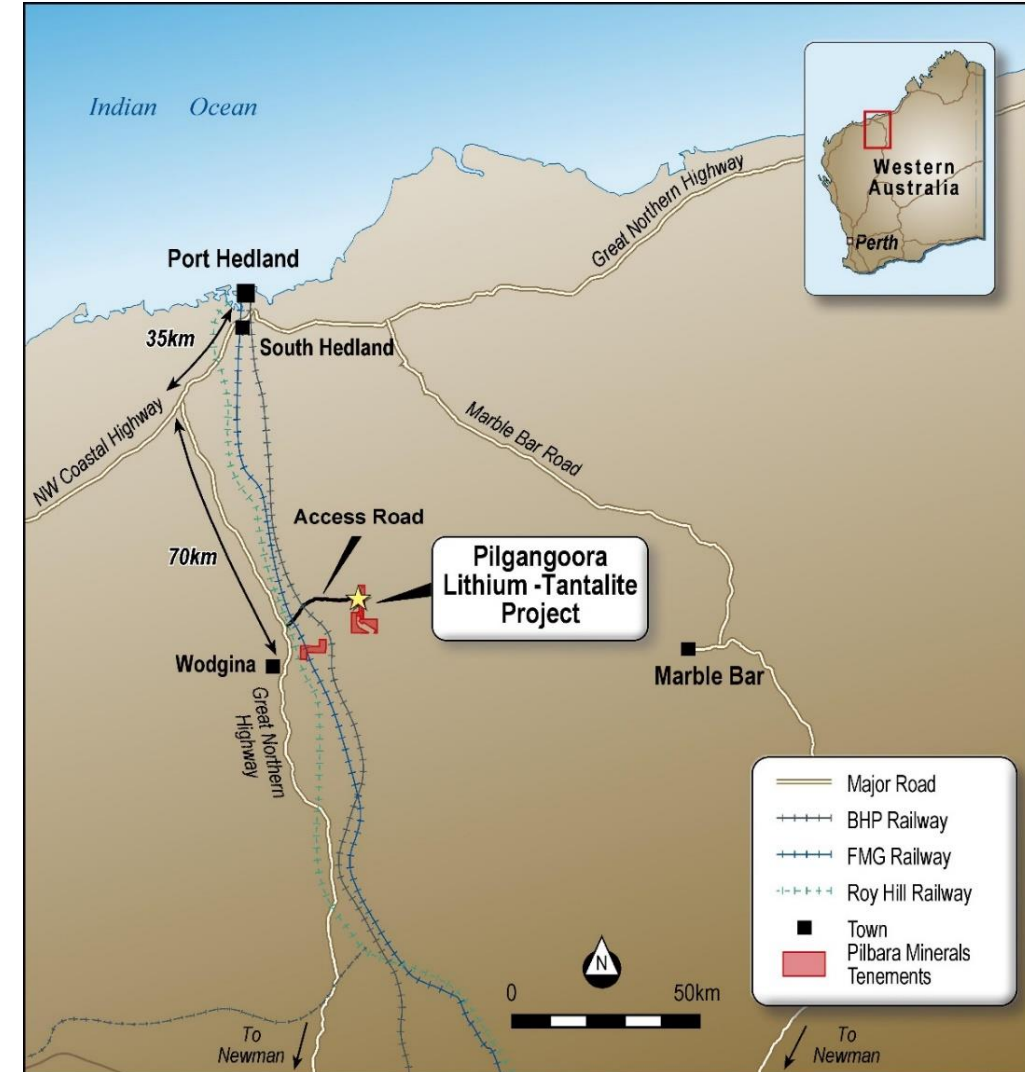 Indian Ocean
Great Northern Highway
Western
Australia
Perth
Port Hedland
35km
South Hedland
NW Coastal Highway
Marble Bar Road
70km
Access Road
Pilgangoora
Lithium -Tantalite
Project
Wodgina
Marble Bar
Great Northern
Highway
Major Road
BHP Railway
FMG Railway
Roy Hill Railway
Town
Pilbara Minerals
Tenements
N
0 50km
To
Newman
To
Newman